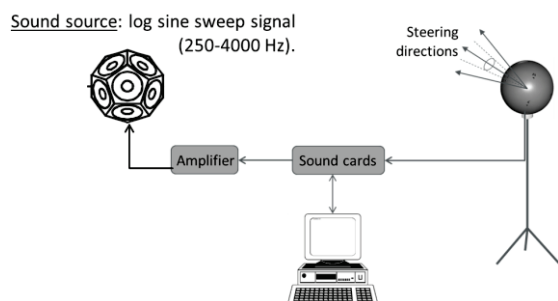 Sound source: log sine sweep signal
(250-4000 Hz).
Steering
directions
Amplifier
Sound cards